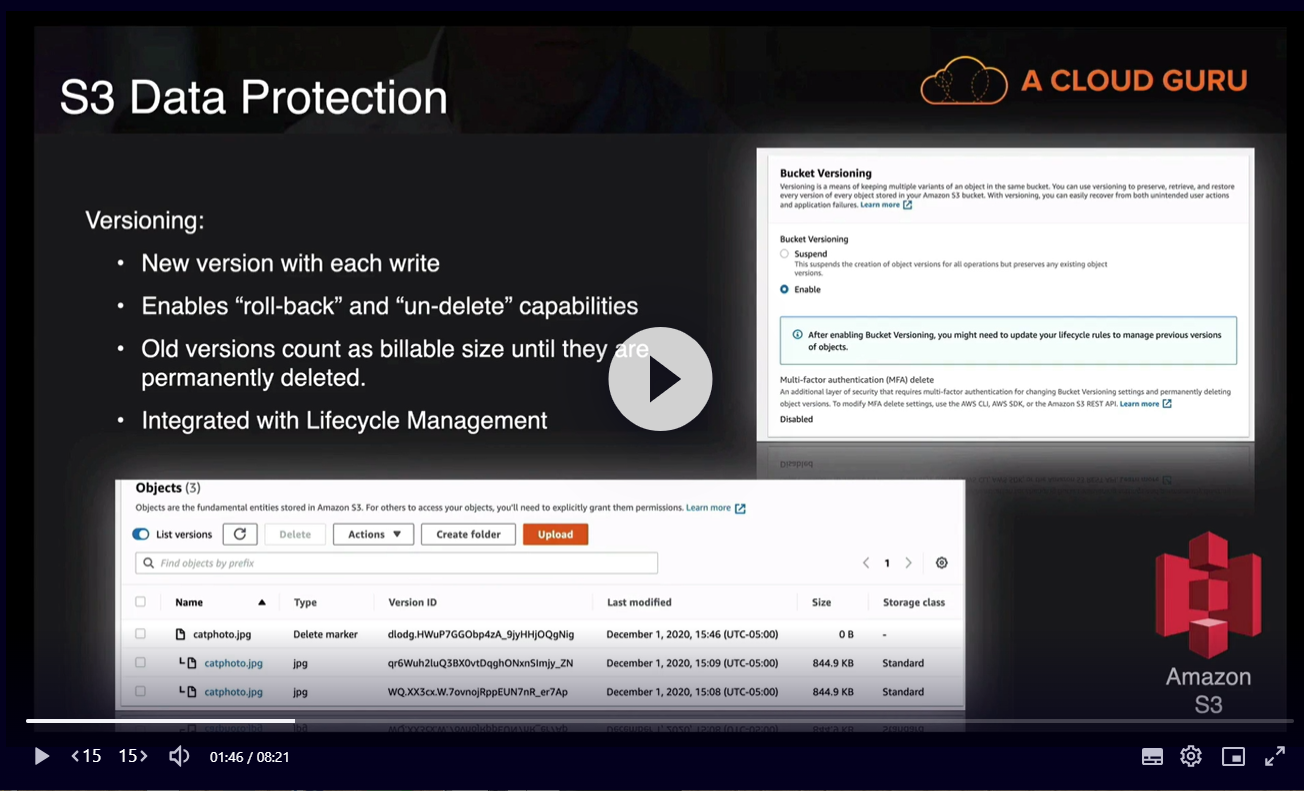 S3 Data Protection
A CLOUD GURU
Versioning:
• New version with each write
• Enables “roll-back” and “un-delete” capabilities
• Old versions count as billable size until they are
permanently deleted.
• Integrated with Lifecycle Management
Bucket Versioning
Versioning is a means of keeping multiple variants of an object in the same bucket. You can use versioning to preserve, retrieve, and restore
every version of every object stored in your Amazon S3 bucket. With versioning, you can easily recover from both unintended user actions
and application failures. Learn more
Bucket Versioning
Suspend
This suspends the creation of object versions for all operations but preserves any existing object
versions.
Enable
After enabling Bucket Versioning, you might need to update your lifecycle rules to manage previous versions
of objects.
Multi-factor authentication (MFA) delete
An additional layer of security that requires multi-factor authentication for changing Bucket Versioning settings and permanently deleting
object versions. To modify MFA delete settings, use the AWS CLI, AWS SDK, or the Amazon S3 REST API. Learn more
Disabled
Objects (3)
Objects are the fundamental entities stored in Amazon S3. For others to access your objects, you'll need to explicitly grant them permissions. Learn more
List versions Delete Actions Create folder Upload
Find objects by prefix 1
Name Type Version ID Last modified Size Storage class
catphoto.jpg Delete marker dlodg.HWuP7GGObp4zA_9jyHHjOQgNig December 1, 2020, 15:46 (UTC-05:00) 0 B -
catphoto.jpg jpg qr6Wuh2luQ3BX0vtDqghONxnSImjy_ZN December 1, 2020, 15:09 (UTC-05:00) 844.9 KB Standard
catphoto.jpg jpg WQ.XX3cx.W.7ovnojRppEUN7nR_er7Ap December 1, 2020, 15:08 (UTC-05:00) 844.9 KB Standard
Amazon
S3
15 15 01:46 / 08:21